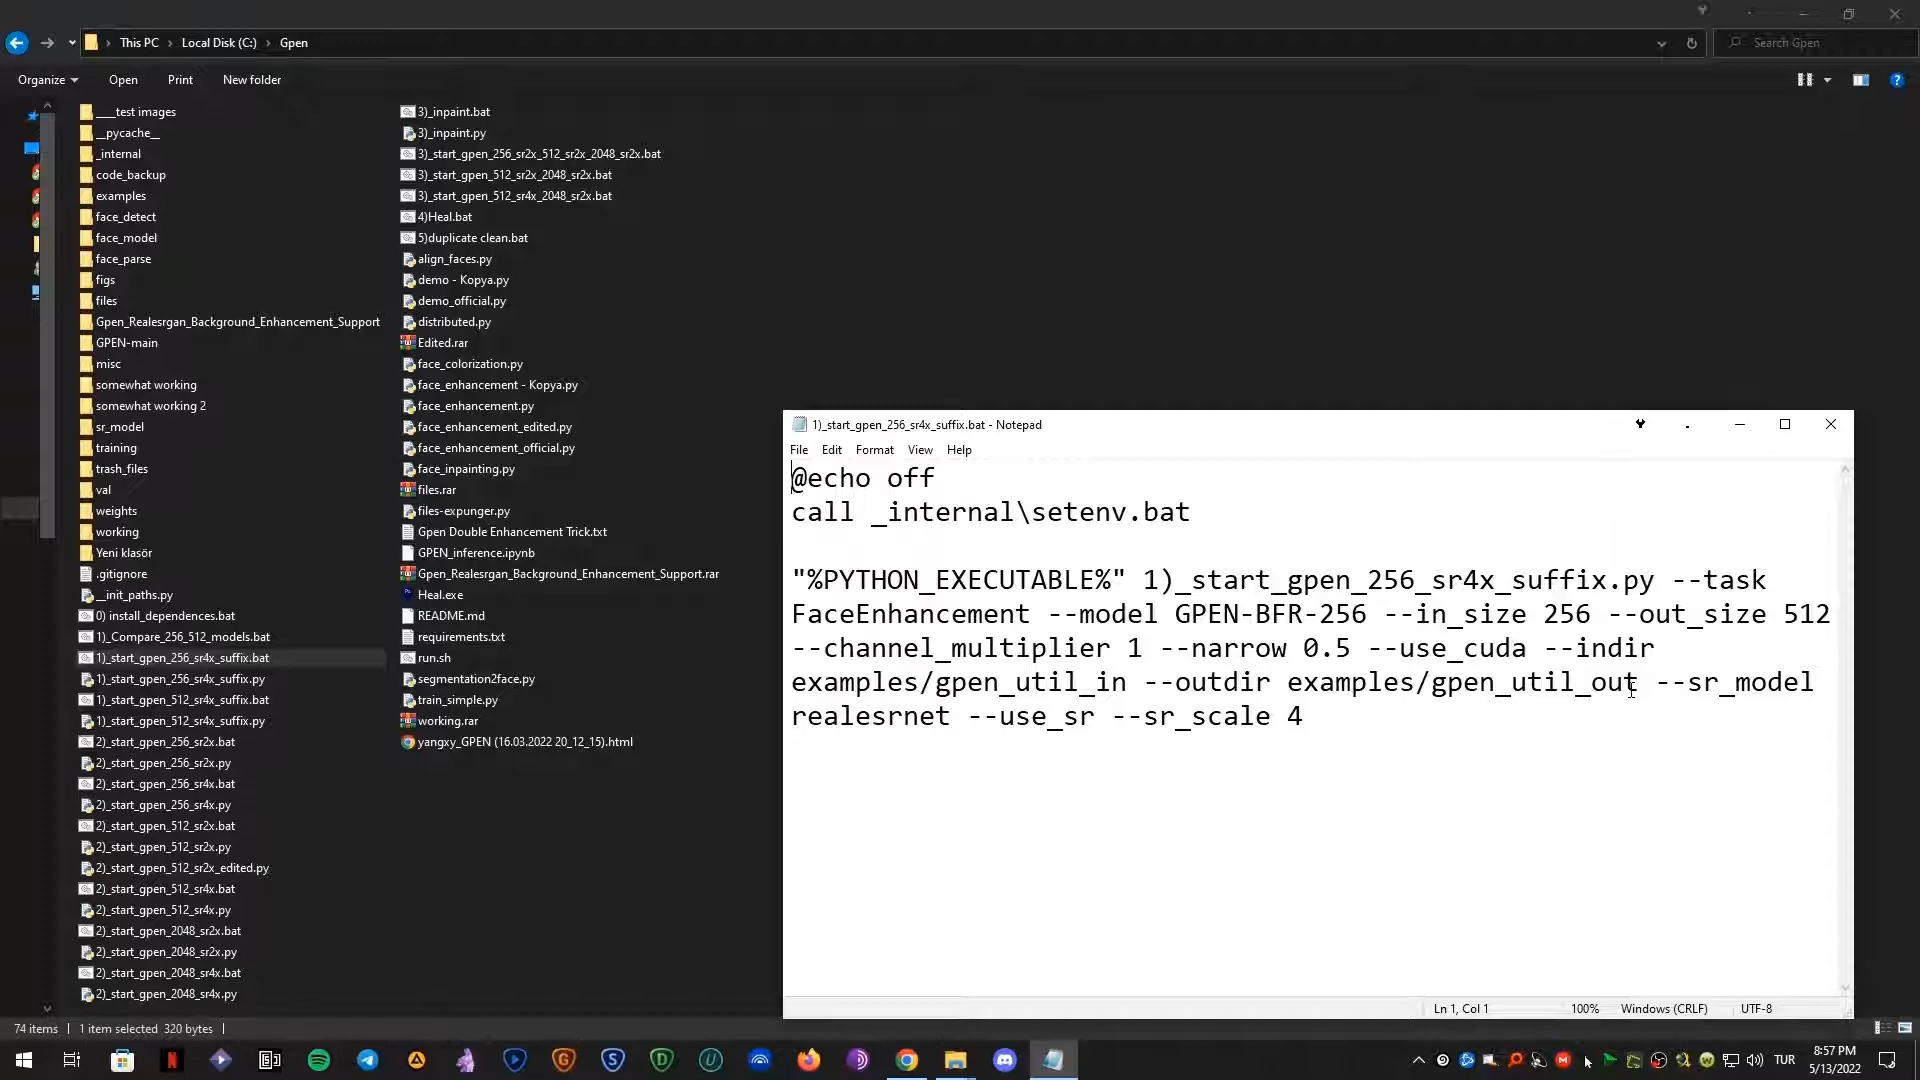 This PC > Local Disk (C:) > Gpen
Search Gpen
Organize
Open
Print
New folder
___test images
__pycache__
_internal
code_backup
examples
face_detect
face_model
face_parse
figs
files
Gpen_Realesrgan_Background_Enhancement_Support
GPEN-main
misc
somewhat working
somewhat working 2
sr_model
training
trash_files
val
weights
working
Yeni klasör
.gitignore
__init_paths.py
0) install_dependences.bat
1)_Compare_256_512_models.bat
1)_start_gpen_256_sr4x_suffix.bat
1)_start_gpen_256_sr4x_suffix.py
1)_start_gpen_512_sr4x_suffix.bat
1)_start_gpen_512_sr4x_suffix.py
2)_start_gpen_256_sr2x.bat
2)_start_gpen_256_sr2x.py
2)_start_gpen_256_sr4x.bat
2)_start_gpen_256_sr4x.py
2)_start_gpen_512_sr2x.bat
2)_start_gpen_512_sr2x.py
2)_start_gpen_512_sr2x_edited.py
2)_start_gpen_512_sr4x.bat
2)_start_gpen_512_sr4x.py
2)_start_gpen_2048_sr2x.bat
2)_start_gpen_2048_sr2x.py
2)_start_gpen_2048_sr4x.bat
2)_start_gpen_2048_sr4x.py
3)_inpaint.bat
3)_inpaint.py
3)_start_gpen_256_sr2x_512_sr2x_2048_sr2x.bat
3)_start_gpen_512_sr2x_2048_sr2x.bat
3)_start_gpen_512_sr4x_2048_sr2x.bat
4)Heal.bat
5)duplicate clean.bat
align_faces.py
demo - Kopya.py
demo_official.py
distributed.py
Edited.rar
face_colorization.py
face_enhancement - Kopya.py
face_enhancement.py
face_enhancement_edited.py
face_enhancement_official.py
face_inpainting.py
files.rar
files-expunger.py
Gpen Double Enhancement Trick.txt
GPEN_inference.ipynb
Gpen_Realesrgan_Background_Enhancement_Support.rar
Heal.exe
README.md
requirements.txt
run.sh
segmentation2face.py
train_simple.py
working.rar
yangxy_GPEN (16.03.2022 20_12_15).html
1)_start_gpen_256_sr4x_suffix.bat - Notepad
File Edit Format View Help
@echo off
call _internal\setenv.bat
"%PYTHON_EXECUTABLE%" 1)_start_gpen_256_sr4x_suffix.py --task
FaceEnhancement --model GPEN-BFR-256 --in_size 256 --out_size 512
--channel_multiplier 1 --narrow 0.5 --use_cuda --indir
examples/gpen_util_in --outdir examples/gpen_util_out --sr_model
realesrnet --use_sr --sr_scale 4
Ln 1, Col 1
100%
Windows (CRLF)
UTF-8
74 items
1 item selected 320 bytes
TUR
8:57 PM
5/13/2022